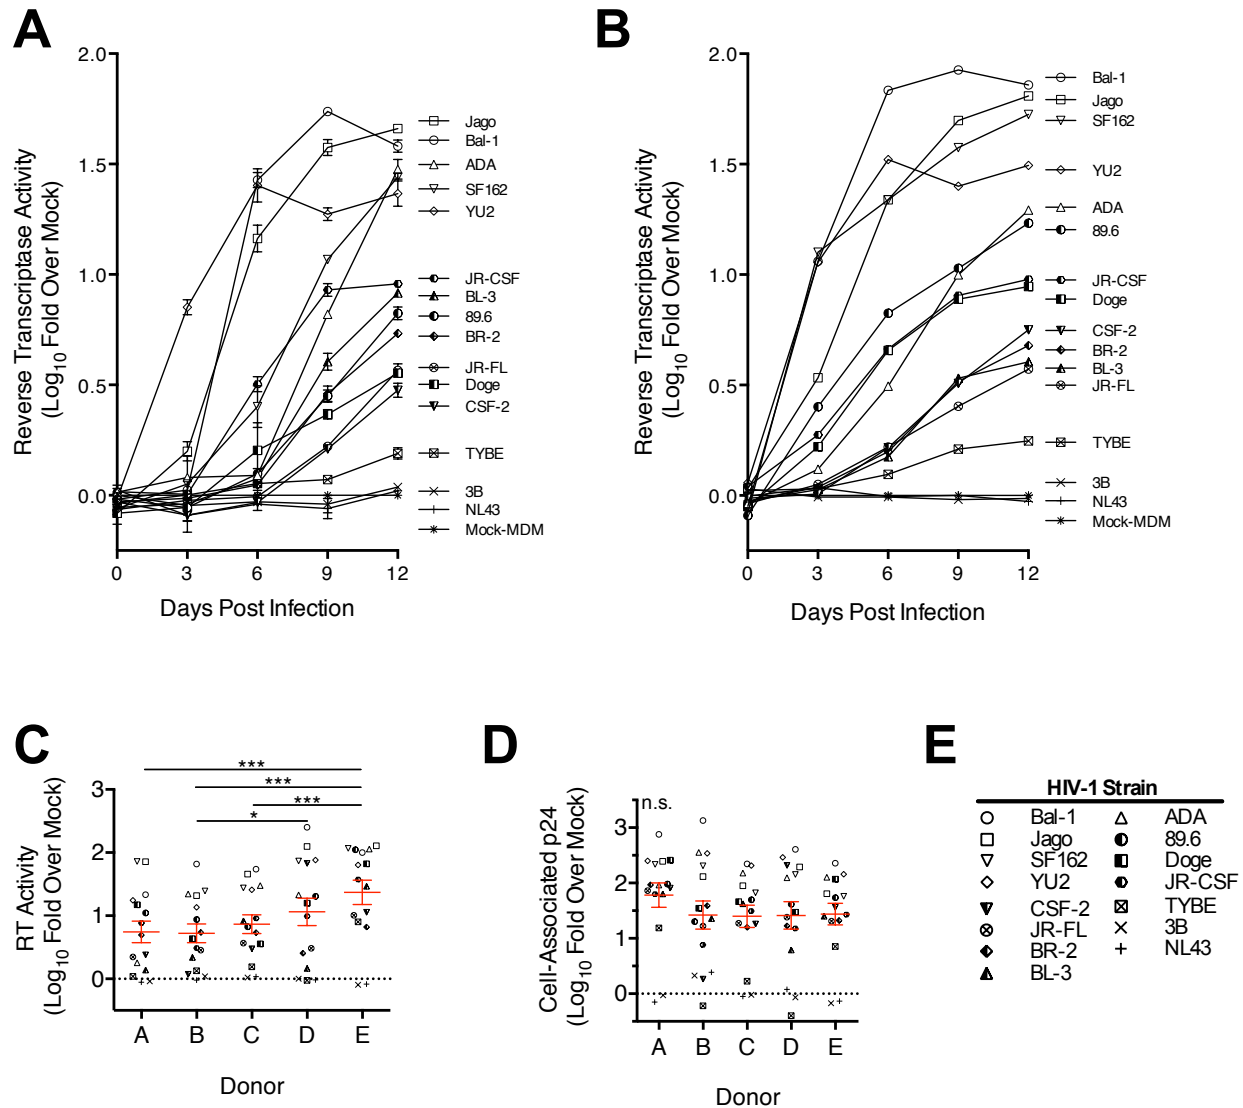 A
Reverse Transcriptase Activity
(Log10 Fold Over Mock)
2.0
1.5
1.0
0.5
0.0
0 3 6 9 12
Days Post Infection
Jago
Bal-1
ADA
SF162
YU2
JR-CSF
BL-3
89.6
BR-2
JR-FL
Doge
CSF-2
TYBE
3B
NL43
Mock-MDM
B
Reverse Transcriptase Activity
(Log10 Fold Over Mock)
2.0
1.5
1.0
0.5
0.0
0 3 6 9 12
Days Post Infection
Bal-1
Jago
SF162
YU2
ADA
89.6
JR-CSF
Doge
CSF-2
BR-2
BL-3
JR-FL
TYBE
3B
NL43
Mock-MDM
C
RT Activity
(Log10 Fold Over Mock)
3
2
1
0
***
***
***
*
A B C D E
Donor
D
Cell-Associated p24
(Log10 Fold Over Mock)
3
2
1
0
n.s.
A B C D E
Donor
E
HIV-1 Strain
Bal-1 ADA
Jago 89.6
SF162 Doge
YU2 JR-CSF
CSF-2 TYBE
JR-FL 3B
BR-2 NL43
BL-3